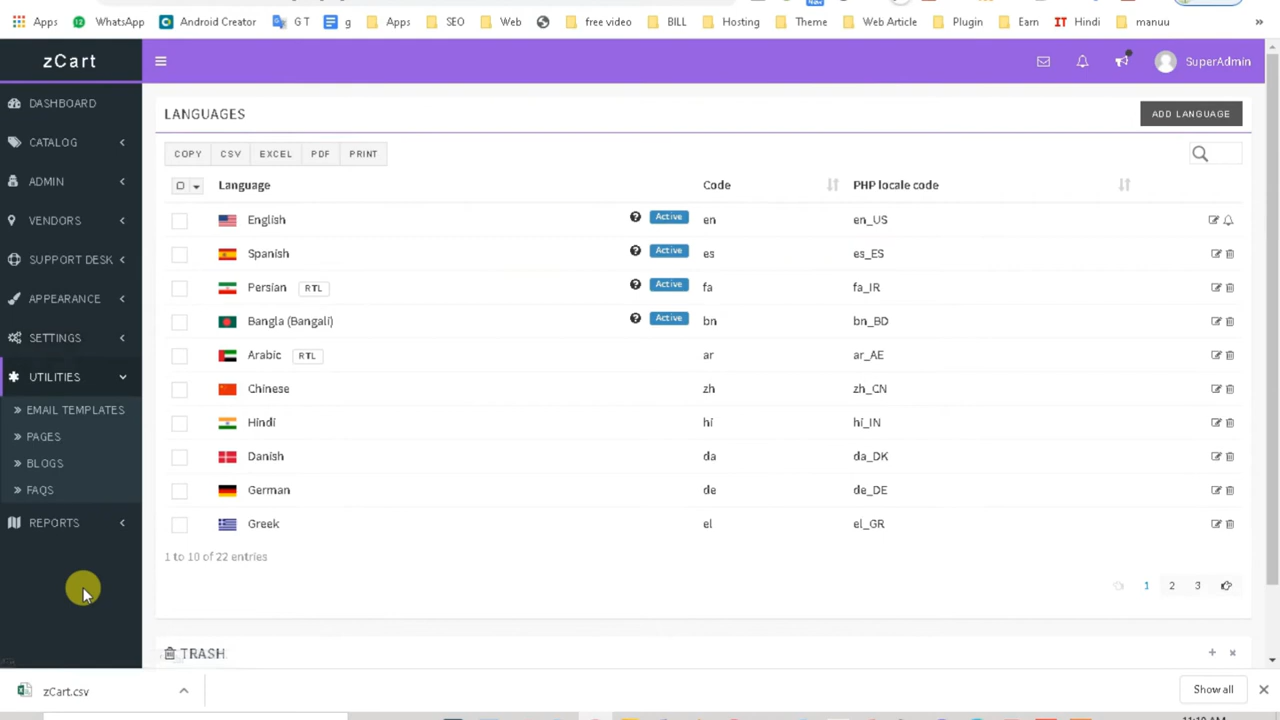 Apps WhatsApp Android Creator G T g Apps SEO Web free video BILL Hosting Theme Web Article Plugin Earn IT Hindi manuu »
zCart
SuperAdmin
DASHBOARD
CATALOG
ADMIN
VENDORS
SUPPORT DESK
APPEARANCE
SETTINGS
UTILITIES
» EMAIL TEMPLATES
» PAGES
» BLOGS
» FAQS
REPORTS
LANGUAGES ADD LANGUAGE
COPY CSV EXCEL PDF PRINT
Language Code PHP locale code
English Active en en_US
Spanish Active es es_ES
Persian RTL Active fa fa_IR
Bangla (Bangali) Active bn bn_BD
Arabic RTL ar ar_AE
Chinese zh zh_CN
Hindi hi hi_IN
Danish da da_DK
German de de_DE
Greek el el_GR
1 to 10 of 22 entries
1 2 3
TRASH
zCart.csv Show all